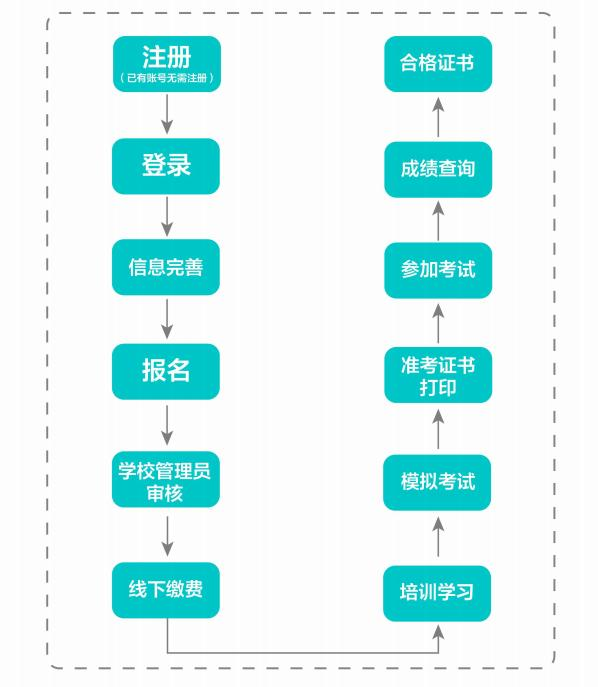 注册
（已有账号无需注册）
登录
信息完善
报名
学校管理员
审核
线下缴费
培训学习
模拟考试
准考证书
打印
参加考试
成绩查询
合格证书